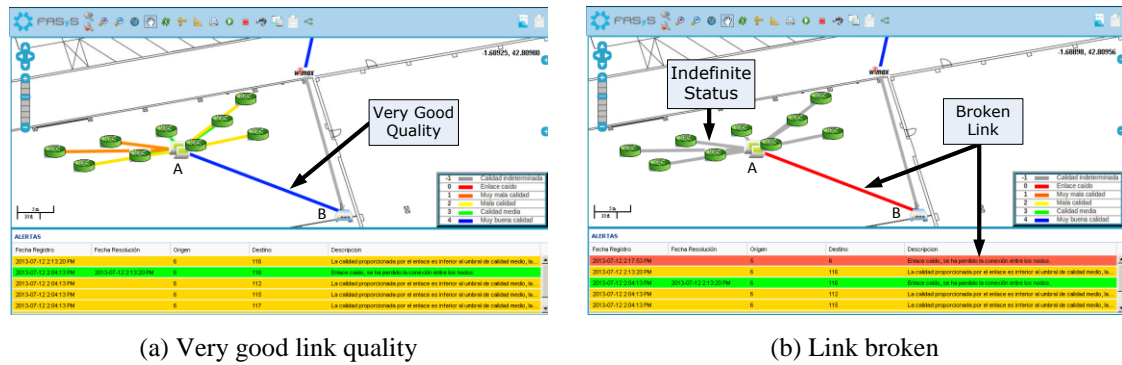 FASyS
-1.68925, 42.80980
wimax
Very Good
Quality
A
B
5 m
20 ft
-1 Calidad indeterminada
0 Enlace caido
1 Muy mala calidad
2 Mala calidad
3 Calidad media
4 Muy buena calidad
ALERTAS
Fecha Registro Fecha Resolución Origen Destino Descripcion
2013-07-12 2:13:20 PM 6 116 La calidad proporcionada por el enlace es inferior al umbral de calidad medio, la...
2013-07-12 2:04:13 PM 2013-07-12 2:13:20 PM 6 116 Enlace caido, se ha perdido la conexión entre los nodos.
2013-07-12 2:04:13 PM 6 112 La calidad proporcionada por el enlace es inferior al umbral de calidad medio, la...
2013-07-12 2:04:13 PM 6 115 La calidad proporcionada por el enlace es inferior al umbral de calidad medio, la...
2013-07-12 2:04:13 PM 6 117 La calidad proporcionada por el enlace es inferior al umbral de calidad medio, la...
(a) Very good link quality
FASyS
-1.68898, 42.80956
wimax
Indefinite
Status
Broken
Link
A
B
5 m
20 ft
-1 Calidad indeterminada
0 Enlace caido
1 Muy mala calidad
2 Mala calidad
3 Calidad media
4 Muy buena calidad
ALERTAS
Fecha Registro Fecha Resolución Origen Destino Descripcion
2013-07-12 2:17:53 PM 5 6 Enlace caido, se ha perdido la conexión entre los nodos.
2013-07-12 2:13:20 PM 6 116 La calidad proporcionada por el enlace es inferior al umbral de calidad medio, la...
2013-07-12 2:04:13 PM 2013-07-12 2:13:20 PM 6 116 Enlace caido, se ha perdido la conexión entre los nodos.
2013-07-12 2:04:13 PM 6 112 La calidad proporcionada por el enlace es inferior al umbral de calidad medio, la...
2013-07-12 2:04:13 PM 6 115 La calidad proporcionada por el enlace es inferior al umbral de calidad medio, la...
(b) Link broken